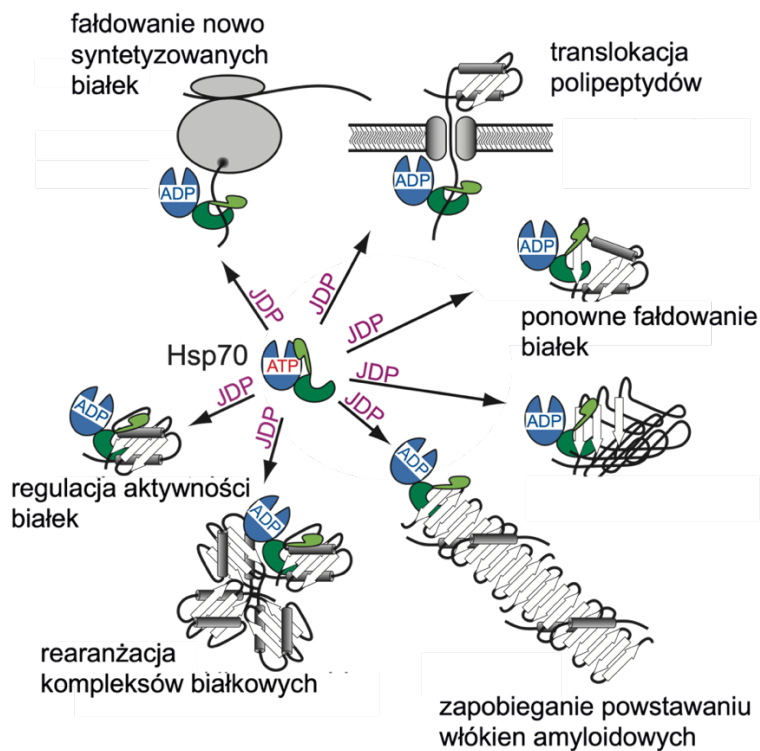 fałdowanie nowo
syntetyzowanych
białek
translokacja
polipeptydów
ADP
ADP
ADP
JDP
JDP
JDP
ponowne fałdowanie
białek
Hsp70
ATP
JDP
JDP
JDP
JDP
ADP
ADP
ADP
regulacja aktywności
białek
ADP
rearanżacja
kompleksów białkowych
zapobieganie powstawaniu
włókien amyloidowych